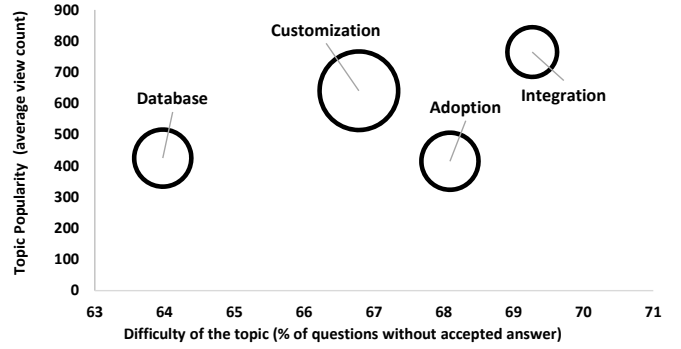 Topic Popularity (average view count)
900
800
700
600
500
400
300
200
100
0
Customization
Database
Adoption
Integration
63 64 65 66 67 68 69 70 71
Difficulty of the topic (% of questions without accepted answer)